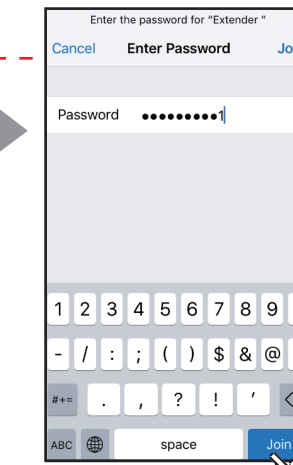 Enter the password for “Extender ”
Cancel Enter Password Jo
Password ●●●●●●●●●1
1 2 3 4 5 6 7 8 9
- / : ; ( ) $ & @
#+= . , ? ! ′
ABC space Join